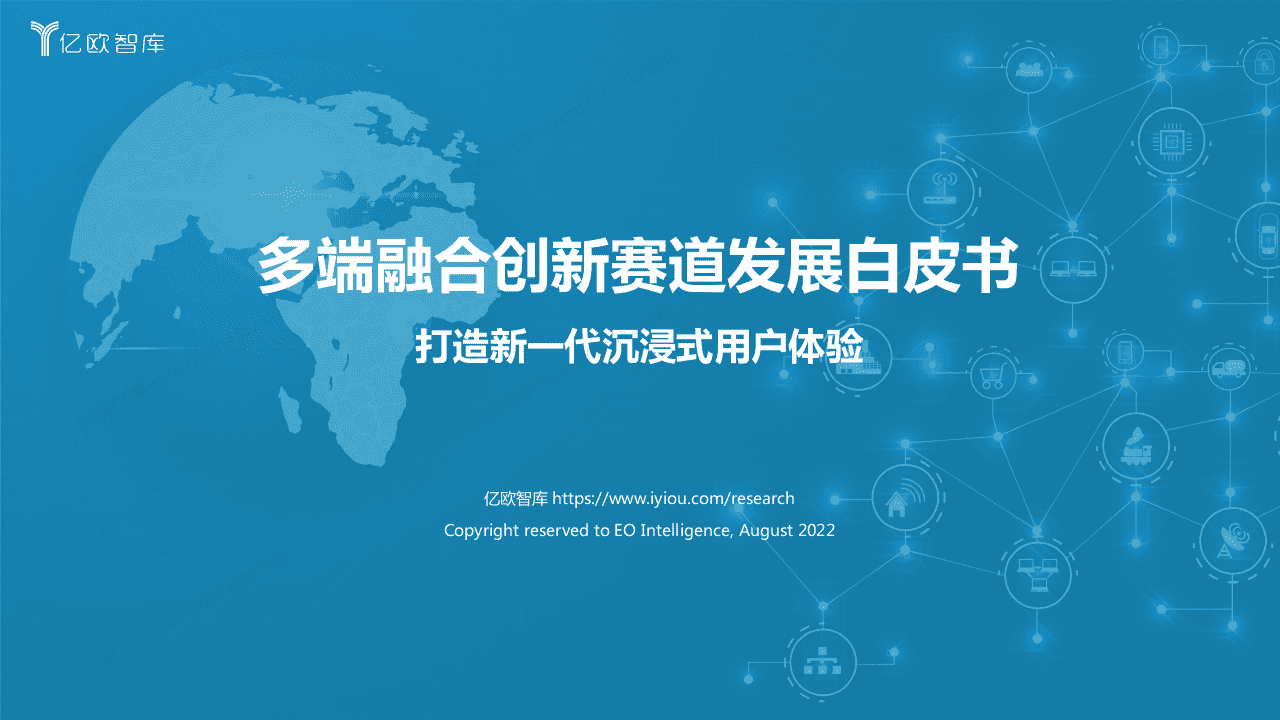 亿欧智库
多端融合创新赛道发展白皮书
打造新一代沉浸式用户体验
亿欧智库 https://www.iyiou.com/research
Copyright reserved to EO Intelligence, August 2022